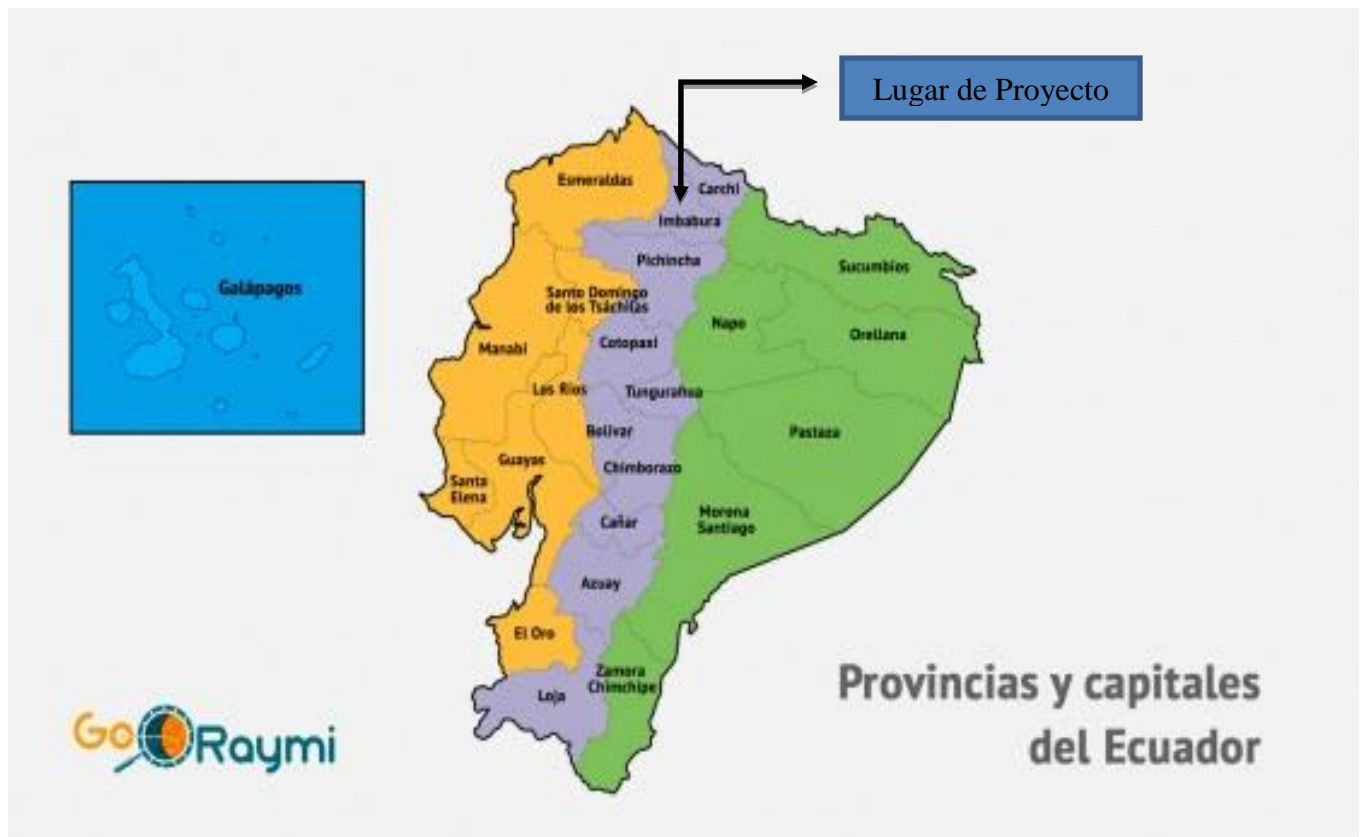 Lugar de Proyecto
Esmeraldas
Carchi
Imbabura
Pichincha
Sucumbios
Galápagos
Santo Domingo
de los Tsáchilas
Napo
Orellana
Manabí
Cotopaxi
Los Rios
Tungurahua
Bolívar
Pastaza
Guayas
Chimborazo
Santa
Elena
Cañar
Morona
Santiago
Azuay
El Oro
Zamora
Chimchipe
Loja
Provincias y capitales
del Ecuador
Go Raymi